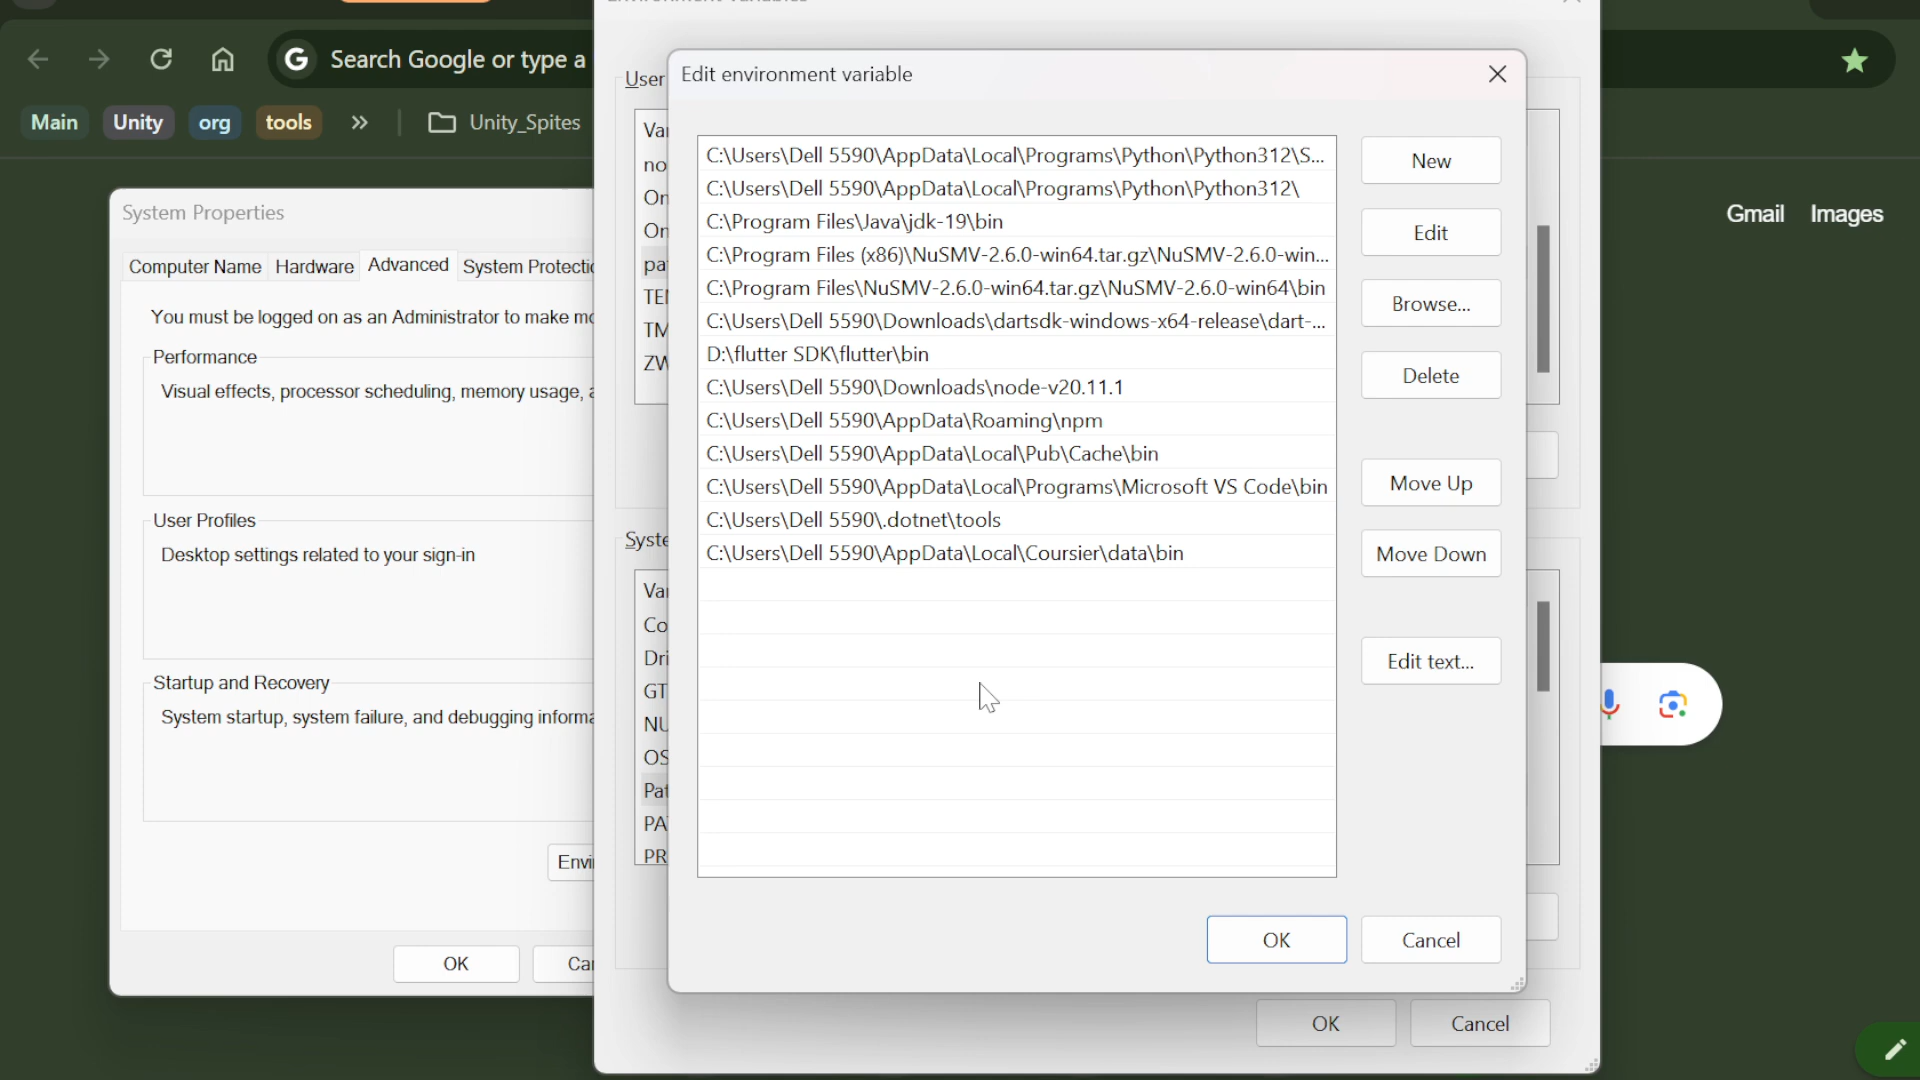 Search Google or type a
Main
Unity
org
tools
Unity_Spites
Gmail
Images
System Properties
Computer Name
Hardware
Advanced
System
You must be logged on as an Administrator to make
Performance
Visual effects, processor scheduling, memory usage,
User Profiles
Desktop settings related to your sign-in
Startup and Recovery
System startup, system failure, and debugging
OK
User
Edit environment variable
C:\Users\Dell 5590\AppData\Local\Programs\Python\Python312\S...
C:\Users\Dell 5590\AppData\Local\Programs\Python\Python312\
C:\Program Files\Java\jdk-19\bin
C:\Program Files (x86)\NuSMV-2.6.0-win64.tar.gz\NuSMV-2.6.0-win...
C:\Program Files\NuSMV-2.6.0-win64.tar.gz\NuSMV-2.6.0-win64\bin
C:\Users\Dell 5590\Downloads\dartsdk-windows-x64-release\dart-...
D:\flutter SDK\flutter\bin
C:\Users\Dell 5590\Downloads\node-v20.11.1
C:\Users\Dell 5590\AppData\Roaming\npm
C:\Users\Dell 5590\AppData\Local\Pub\Cache\bin
C:\Users\Dell 5590\AppData\Local\Programs\Microsoft VS Code\bin
C:\Users\Dell 5590\.dotnet\tools
C:\Users\Dell 5590\AppData\Local\Coursier\data\bin
New
Edit
Browse...
Delete
Move Up
Move Down
Edit text...
OK
Cancel
OK
Cancel